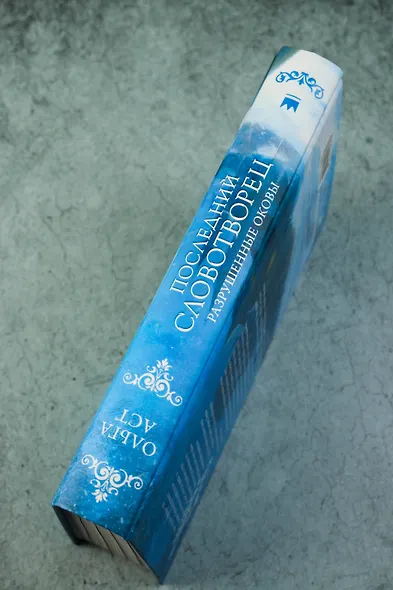 ОЛЬГА
АСТ
ПОСЛЕДНИЙ
СЛОВОТВОРЕЦ
РАЗРУШЕННЫЕ ОКОВЫ